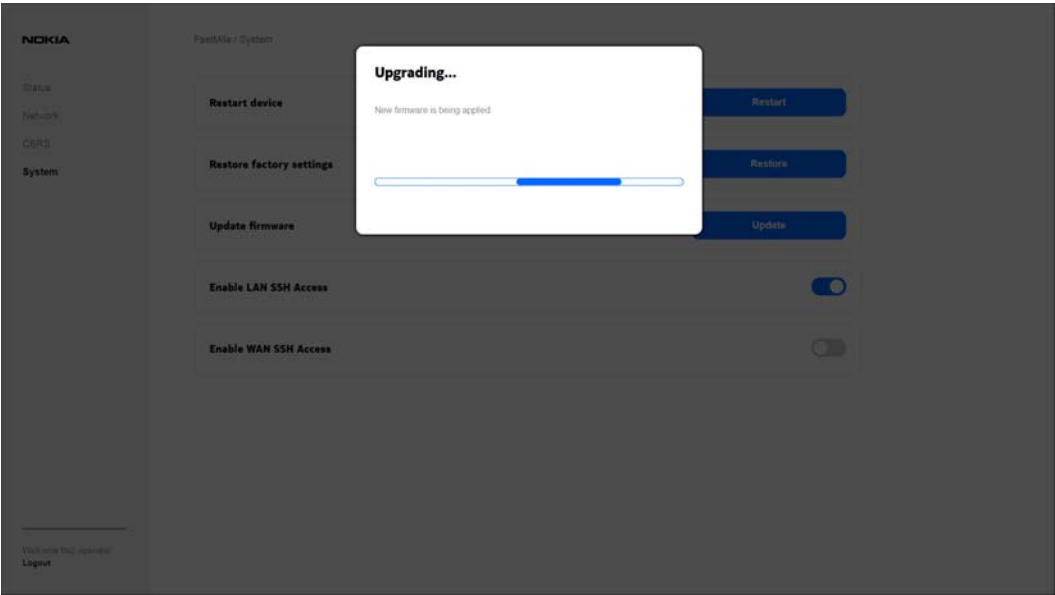 NOKIA
FastMile / System
Status
Network
CBRS
System
Restart device
Restart
Restore factory settings
Restore
Update firmware
Update
Enable LAN SSH Access
Enable WAN SSH Access
Upgrading...
New firmware is being applied.
Logout